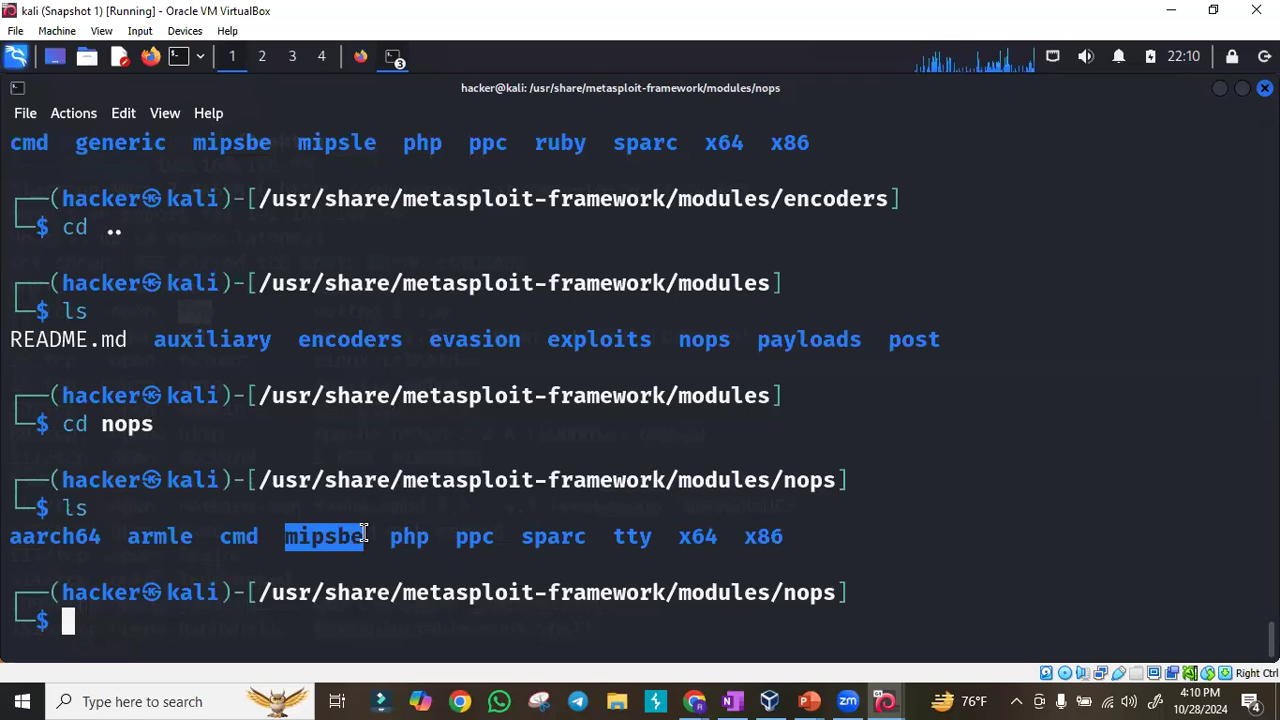 kali (Snapshot 1) [Running] - Oracle VM VirtualBox
File Machine View Input Devices Help
1 2 3 4 3 22:10
hacker@kali: /usr/share/metasploit-framework/modules/nops
File Actions Edit View Help
cmd generic mipsbe mipsle php ppc ruby sparc x64 x86
┌──(hacker㉿kali)-[/usr/share/metasploit-framework/modules/encoders]
└─$ cd ..
┌──(hacker㉿kali)-[/usr/share/metasploit-framework/modules]
└─$ ls
README.md auxiliary encoders evasion exploits nops payloads post
┌──(hacker㉿kali)-[/usr/share/metasploit-framework/modules]
└─$ cd nops
┌──(hacker㉿kali)-[/usr/share/metasploit-framework/modules/nops]
└─$ ls
aarch64 armle cmd mipsbe php ppc sparc tty x64 x86
┌──(hacker㉿kali)-[/usr/share/metasploit-framework/modules/nops]
└─$
Right Ctrl
Type here to search 76°F 4:10 PM
10/28/2024 4